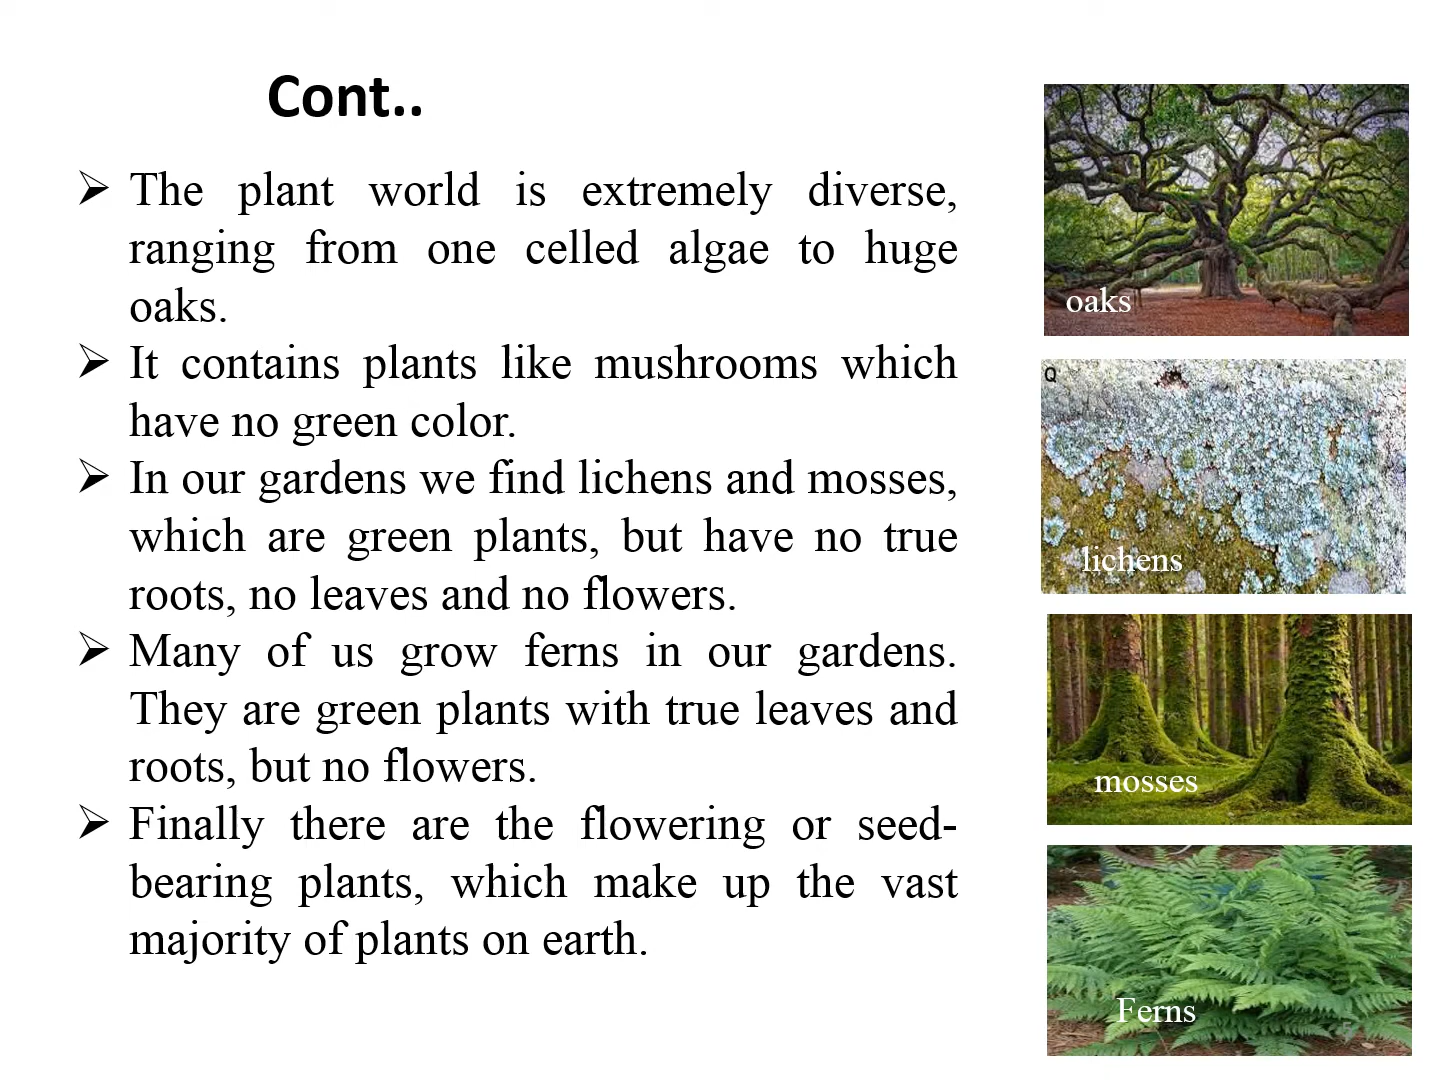 Cont..
➢ The plant world is extremely diverse,
ranging from one celled algae to huge
oaks.
➢ It contains plants like mushrooms which
have no green color.
➢ In our gardens we find lichens and mosses,
which are green plants, but have no true
roots, no leaves and no flowers.
➢ Many of us grow ferns in our gardens.
They are green plants with true leaves and
roots, but no flowers.
➢ Finally there are the flowering or seed-
bearing plants, which make up the vast
majority of plants on earth.
oaks
Q
lichens
mosses
Ferns
5